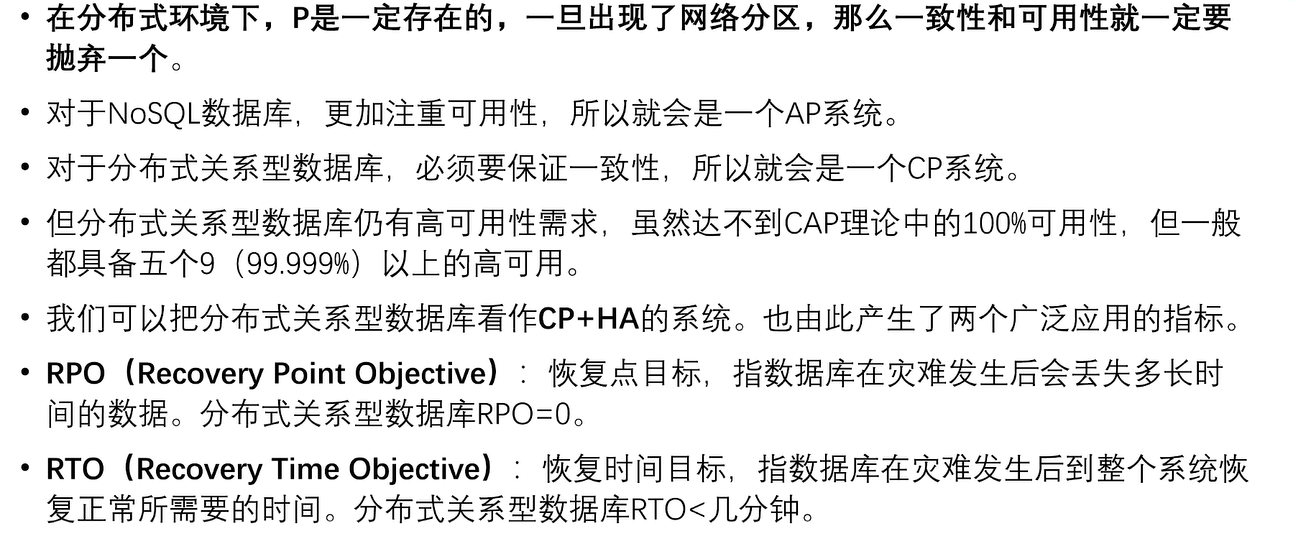 • 在分布式环境下，P是一定存在的，一旦出现了网络分区，那么一致性和可用性就一定要
抛弃一个。
• 对于NoSQL数据库，更加注重可用性，所以就会是一个AP系统。
• 对于分布式关系型数据库，必须要保证一致性，所以就会是一个CP系统。
• 但分布式关系型数据库仍有高可用性需求，虽然达不到CAP理论中的100%可用性，但一般
都具备五个9（99.999%）以上的高可用。
• 我们可以把分布式关系型数据库看作CP+HA的系统。也由此产生了两个广泛应用的指标。
• RPO（Recovery Point Objective）：恢复点目标，指数据库在灾难发生后会丢失多长时
间的数据。分布式关系型数据库RPO=0。
• RTO（Recovery Time Objective）：恢复时间目标，指数据库在灾难发生后到整个系统恢
复正常所需要的时间。分布式关系型数据库RTO<几分钟。